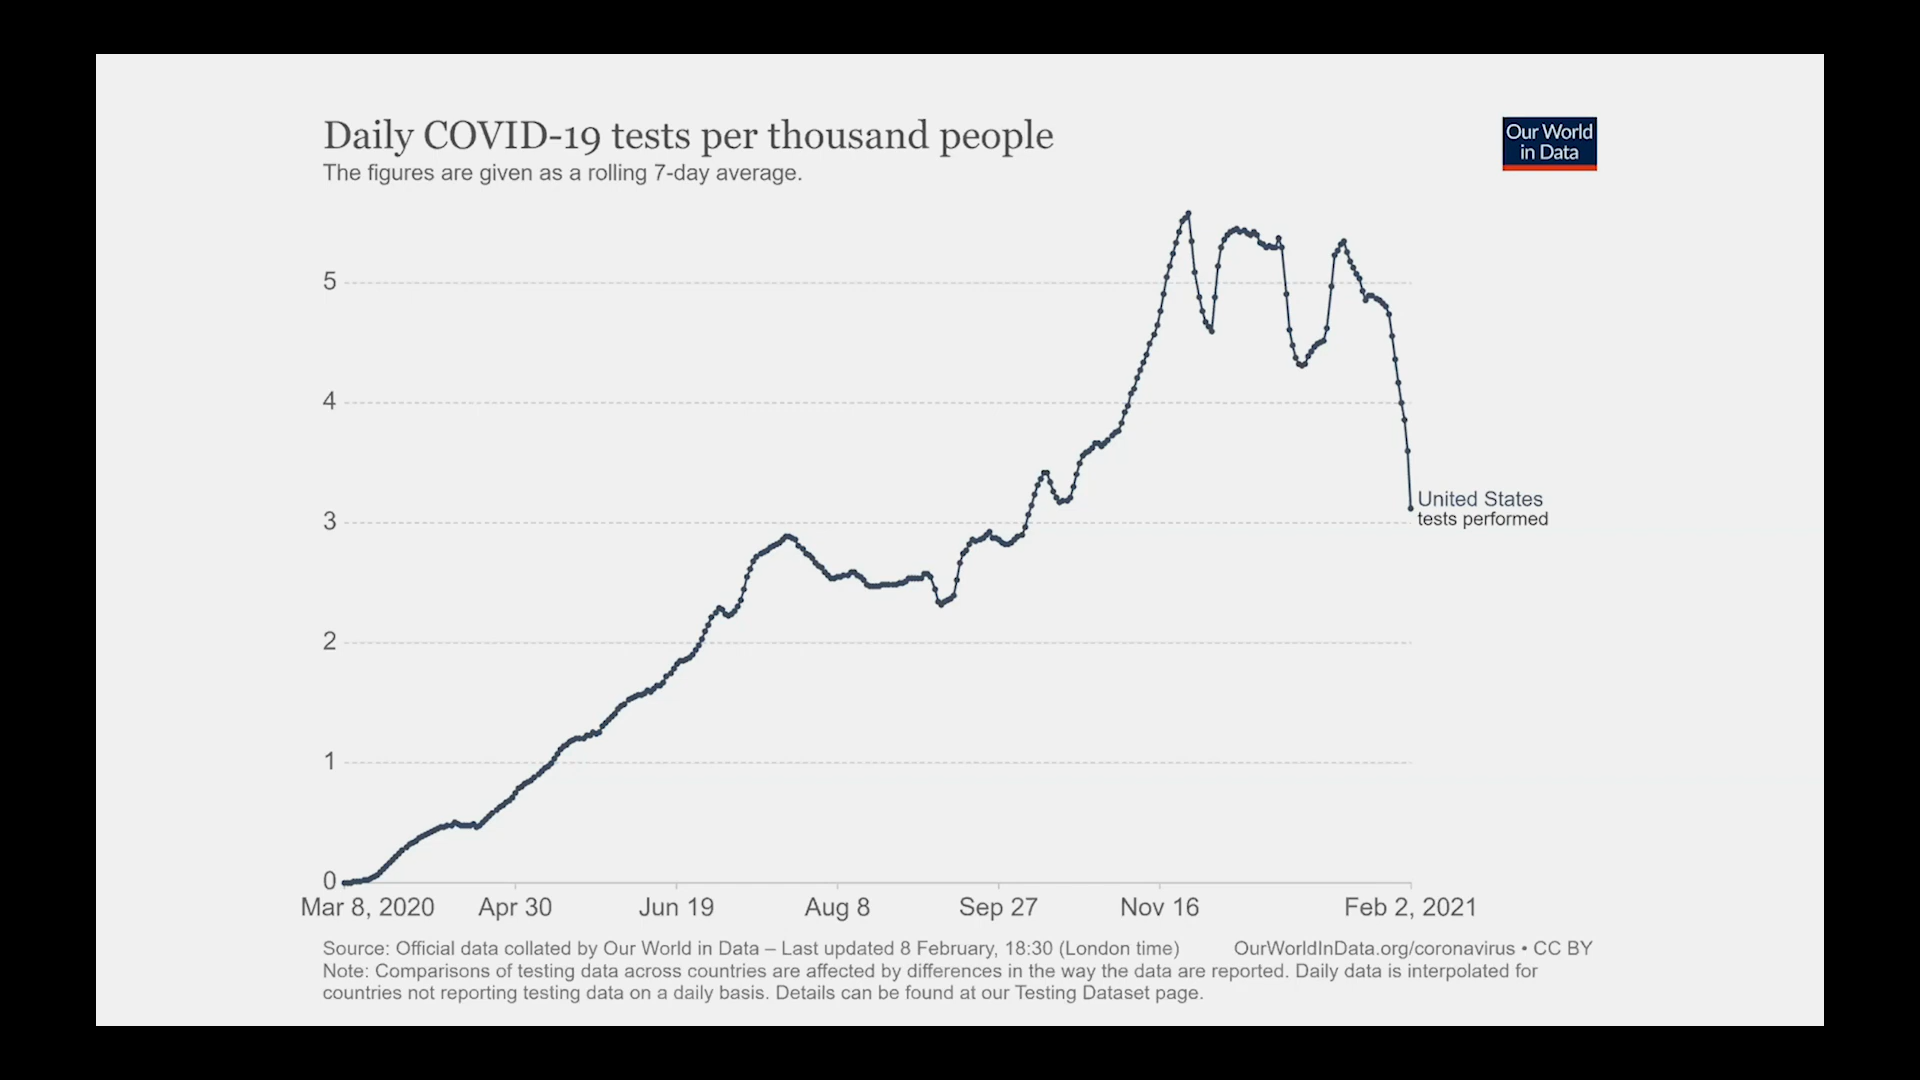 Daily COVID-19 tests per thousand people
The figures are given as a rolling 7-day average.
Our World
in Data
5
4
3
2
1
0
United States
tests performed
Mar 8, 2020
Apr 30
Jun 19
Aug 8
Sep 27
Nov 16
Feb 2, 2021
Source: Official data collated by Our World in Data – Last updated 8 February, 18:30 (London time)
OurWorldInData.org/coronavirus • CC BY
Note: Comparisons of testing data across countries are affected by differences in the way the data are reported. Daily data is interpolated for
countries not reporting testing data on a daily basis. Details can be found at our Testing Dataset page.